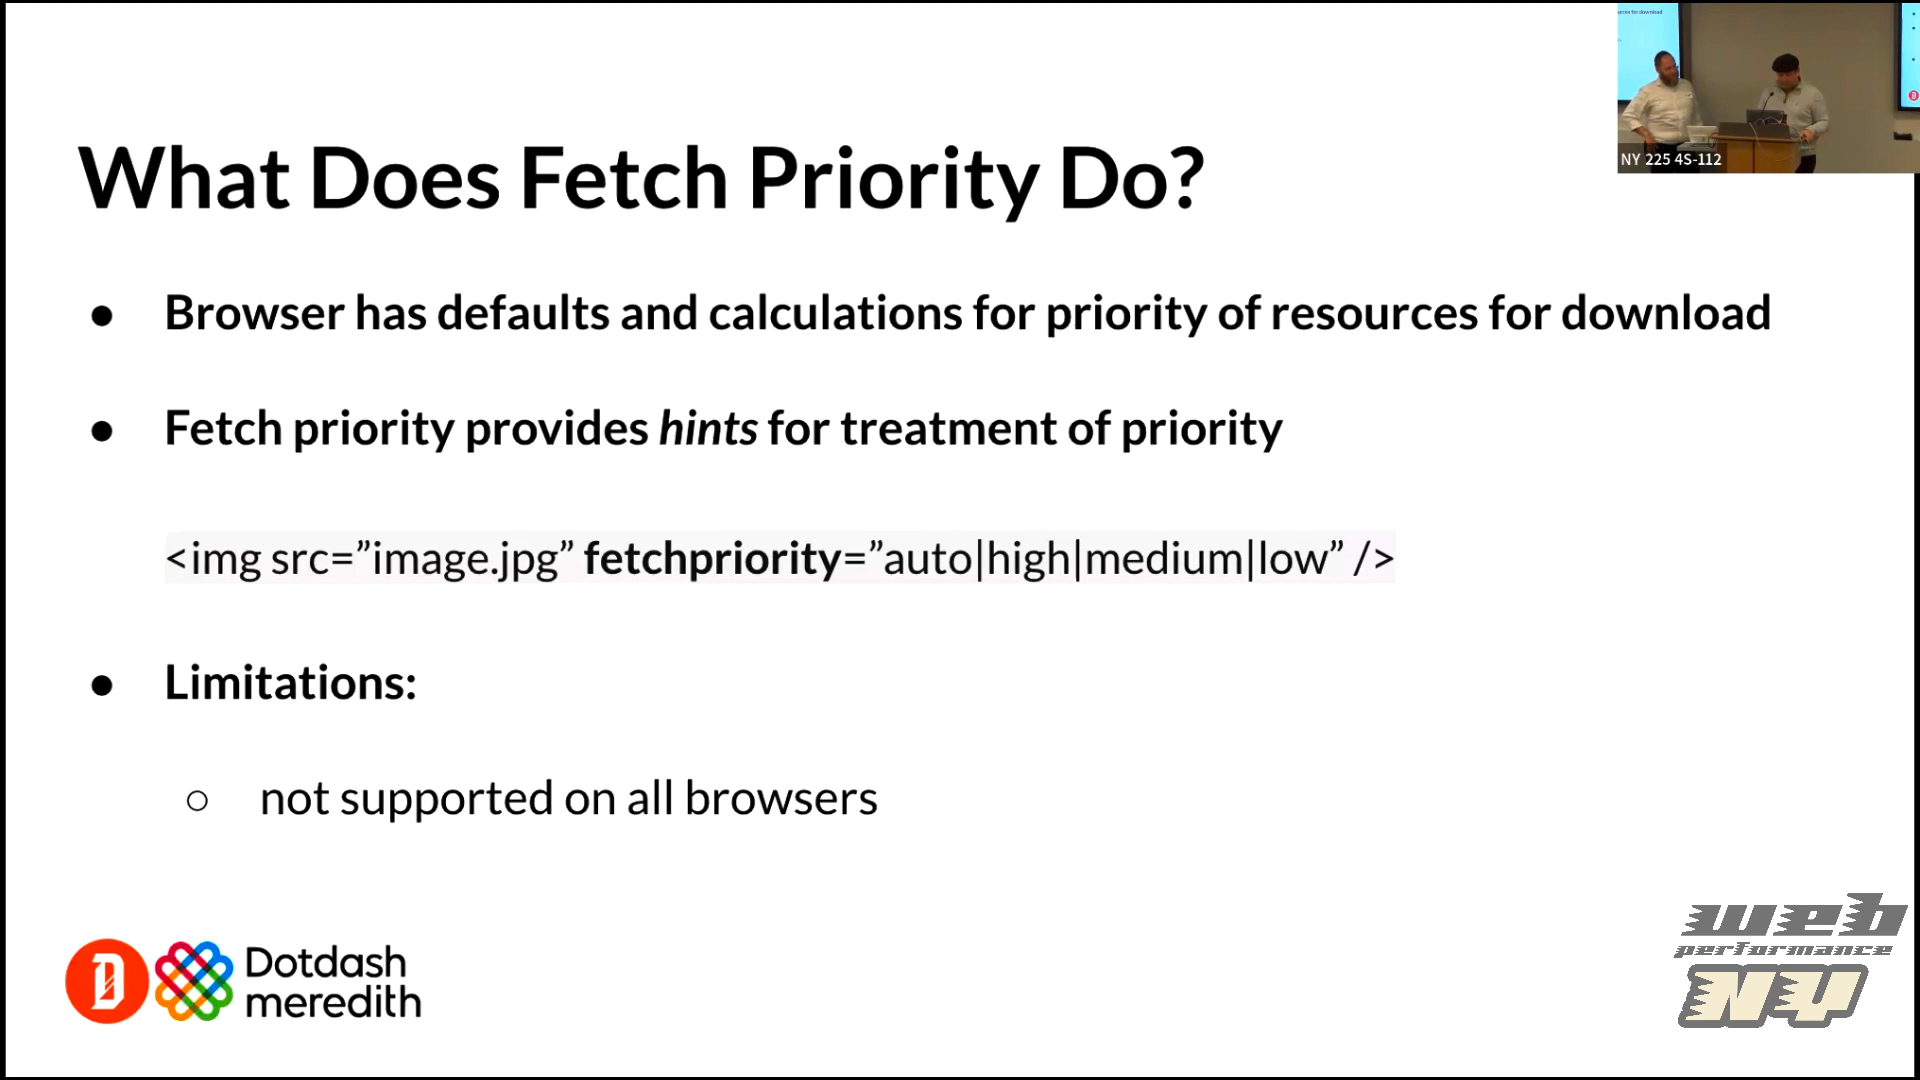 What Does Fetch Priority Do?
● Browser has defaults and calculations for priority of resources for download
● Fetch priority provides hints for treatment of priority
<img src=”image.jpg” fetchpriority=”auto|high|medium|low” />
● Limitations:
○ not supported on all browsers
D
Dotdash
meredith
web
performance
NY
NY 225 4S-112